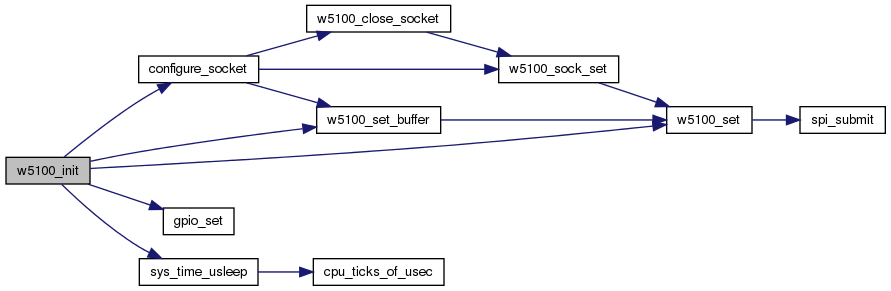 w5100_close_socket
configure_socket
w5100_sock_set
w5100_set_buffer
w5100_set
spi_submit
w5100_init
gpio_set
sys_time_usleep
cpu_ticks_of_usec